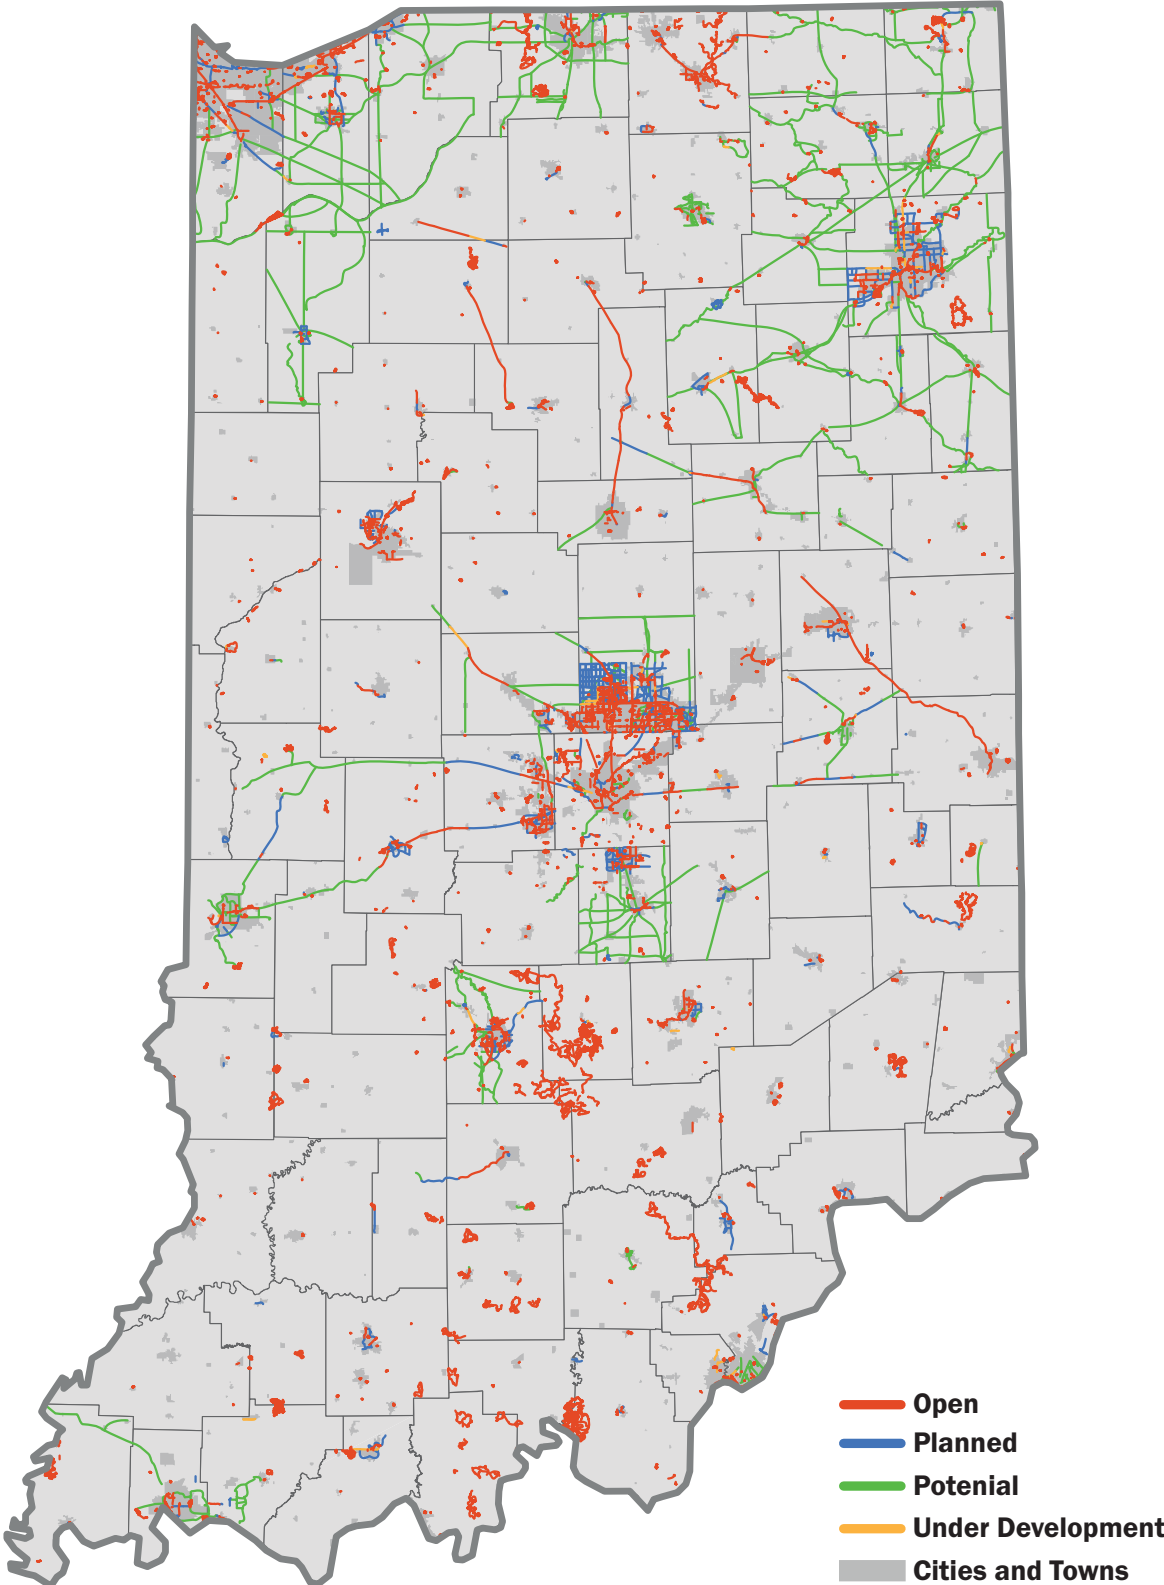 Open
Planned
Potenial
Under Development
Cities and Towns